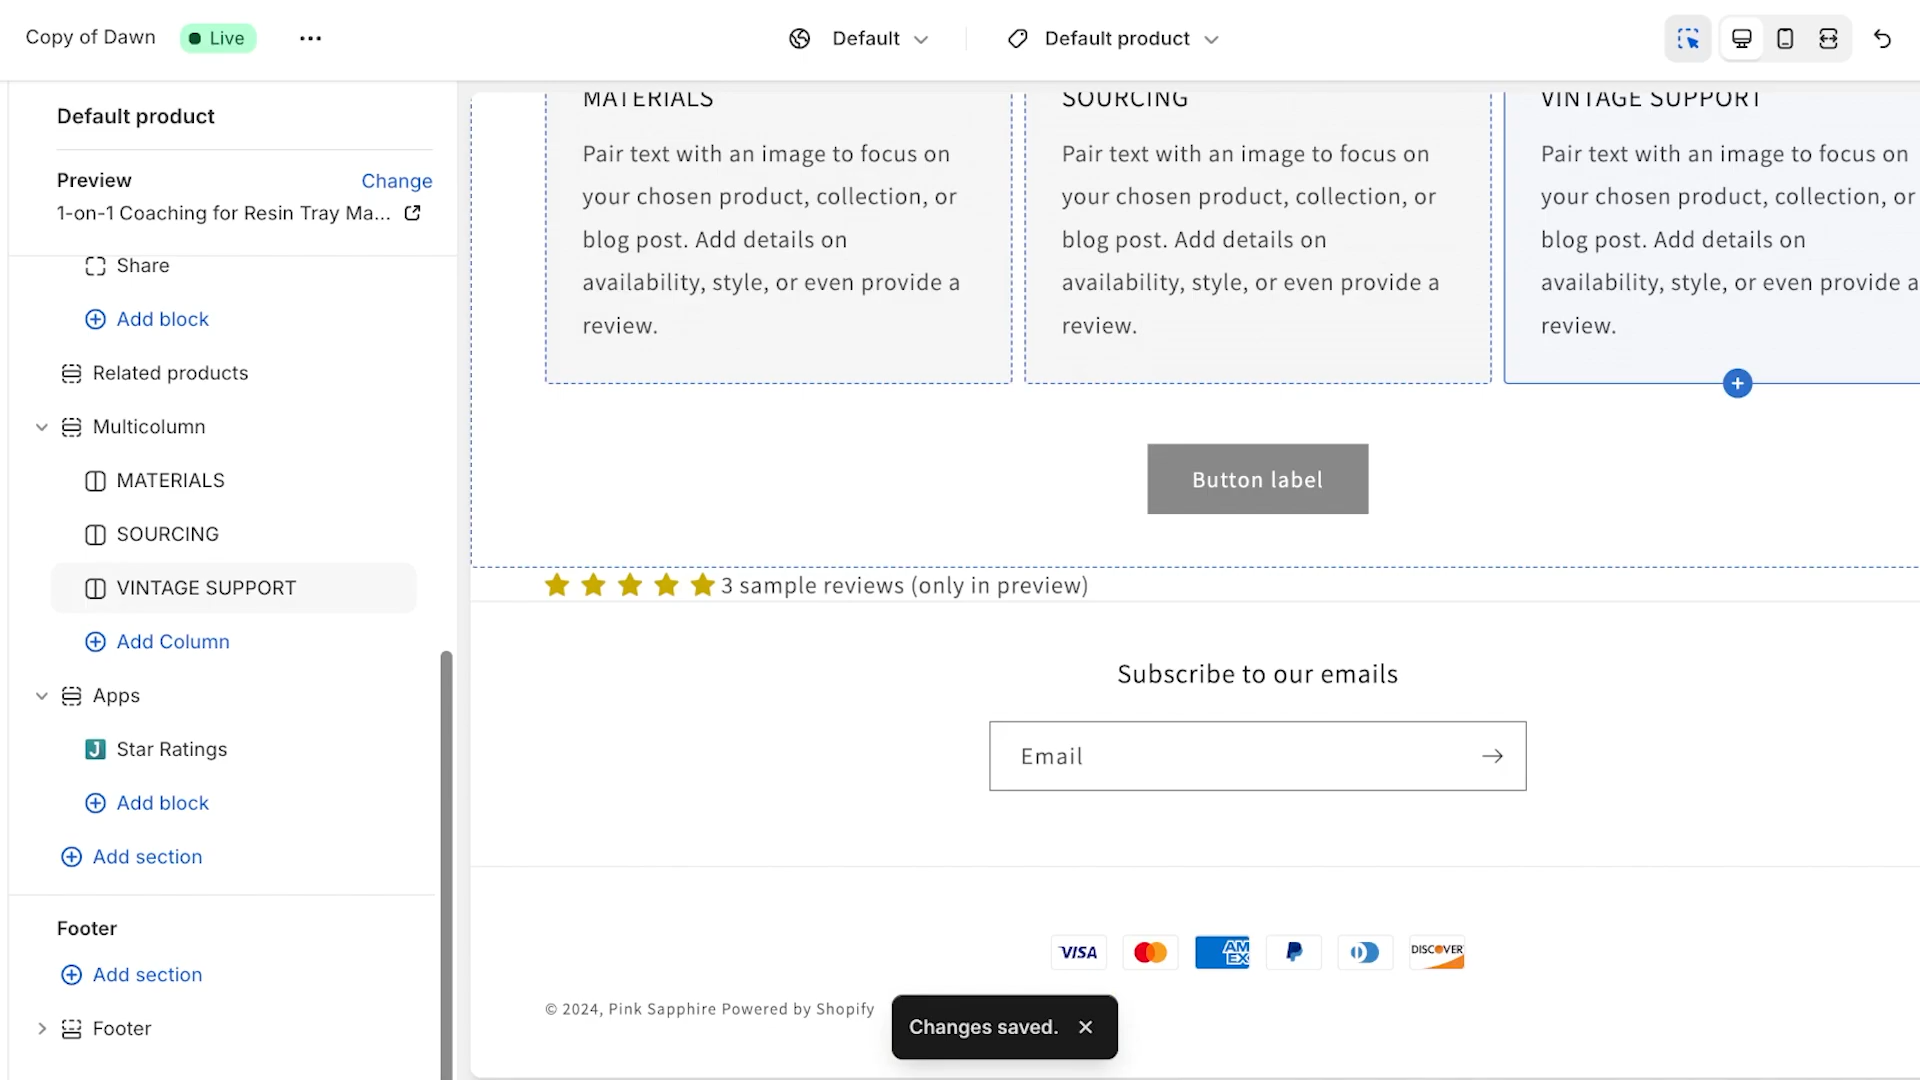 Copy of Dawn
Live
Default
Default product
Default product
Preview
Change
1-on-1 Coaching for Resin Tray Ma...
Share
Add block
Related products
Multicolumn
MATERIALS
SOURCING
VINTAGE SUPPORT
Add Column
Apps
J
Star Ratings
Add block
Add section
Footer
Add section
Footer
MATERIALS
Pair text with an image to focus on
your chosen product, collection, or
blog post. Add details on
availability, style, or even provide a
review.
SOURCING
Pair text with an image to focus on
your chosen product, collection, or
blog post. Add details on
availability, style, or even provide a
review.
VINTAGE SUPPORT
Pair text with an image to focus on
your chosen product, collection, or
blog post. Add details on
availability, style, or even provide a
review.
Button label
3 sample reviews (only in preview)
Subscribe to our emails
Email
VISA
AM
EX
DISCOVER
© 2024, Pink Sapphire Powered by Shopify
Changes saved.